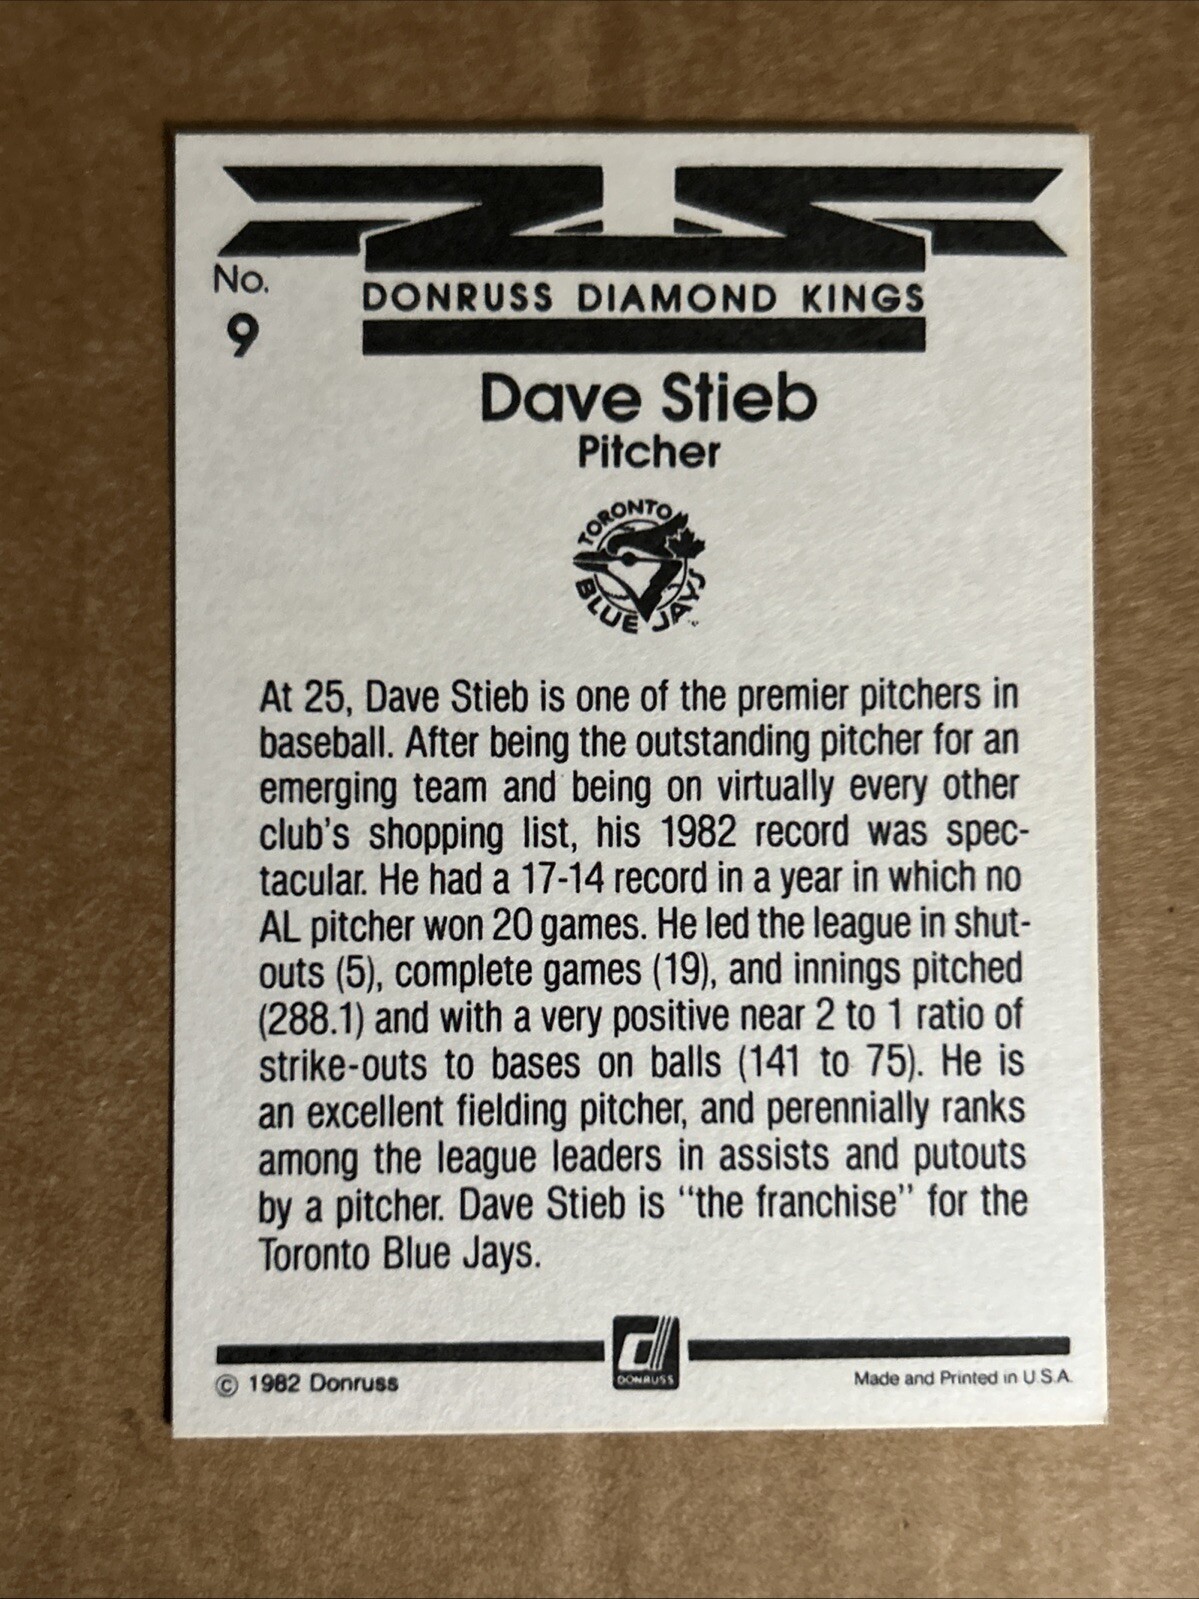 No.
9
DONRUSS DIAMOND KINGS
Dave Stieb
Pitcher
TORONTO
BLUE JAYS
At 25, Dave Stieb is one of the premier pitchers in
baseball. After being the outstanding pitcher for an
emerging team and being on virtually every other
club's shopping list, his 1982 record was spec-
tacular. He had a 17-14 record in a year in which no
AL pitcher won 20 games. He led the league in shut-
outs (5), complete games (19), and innings pitched
(288.1) and with a very positive near 2 to 1 ratio of
strike-outs to bases on balls (141 to 75). He is
an excellent fielding pitcher, and perennially ranks
among the league leaders in assists and putouts
by a pitcher. Dave Stieb is "the franchise" for the
Toronto Blue Jays.
DONRUSS
© 1982 Donruss
Made and Printed in U.S.A.